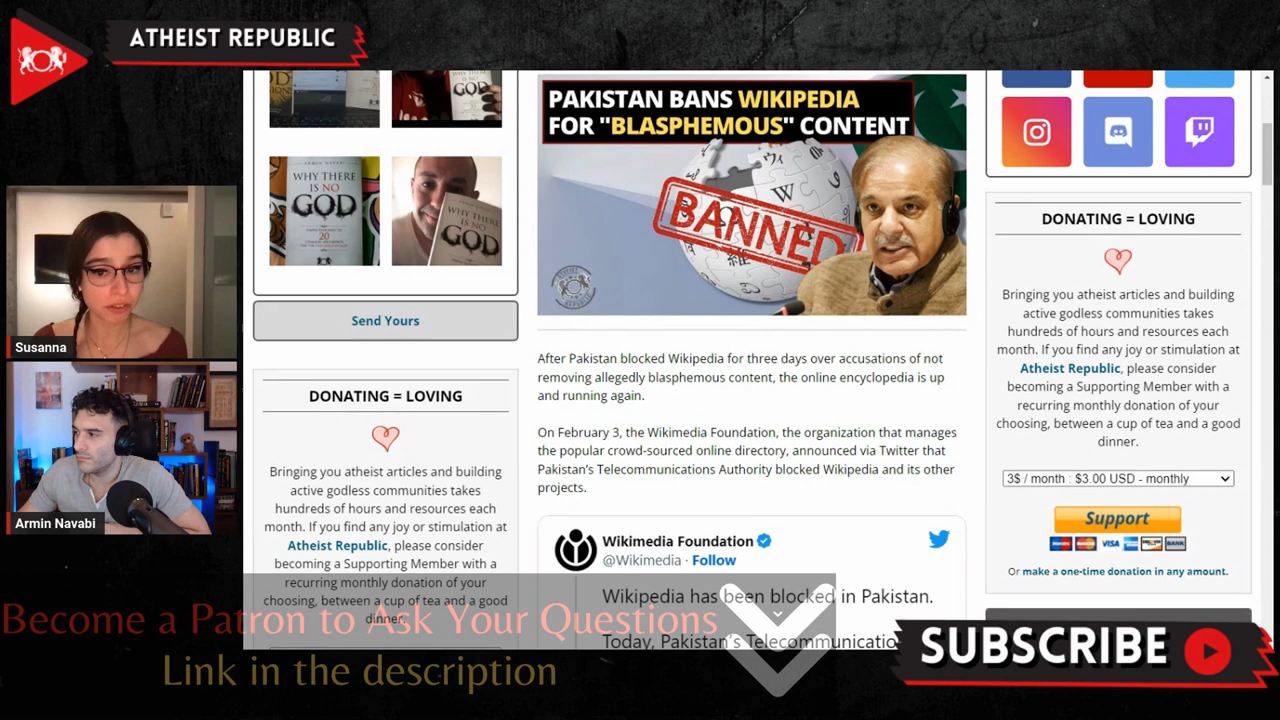 ATHEIST REPUBLIC
Susanna
Armin Navabi
WHY THERE
IS NO
GOD
20
WHY THERE
IS NO
GOD
Send Yours
DONATING = LOVING
Bringing you atheist articles and building
active godless communities takes
hundreds of hours and resources each
month. If you find any joy or stimulation at
Atheist Republic, please consider
becoming a Supporting Member with a
recurring monthly donation of your
choosing, between a cup of tea and a good
dinner.
PAKISTAN BANS WIKIPEDIA
FOR "BLASPHEMOUS" CONTENT
W
BANNED
After Pakistan blocked Wikipedia for three days over accusations of not
removing allegedly blasphemous content, the online encyclopedia is up
and running again.
On February 3, the Wikimedia Foundation, the organization that manages
the popular crowd-sourced online directory, announced via Twitter that
Pakistan's Telecommunications Authority blocked Wikipedia and its other
projects.
Wikimedia Foundation
@Wikimedia · Follow
Wikipedia has been blocked in Pakistan.
Today, Pakistan's Telecommunicatio
DONATING = LOVING
Bringing you atheist articles and building
active godless communities takes
hundreds of hours and resources each
month. If you find any joy or stimulation at
Atheist Republic, please consider
becoming a Supporting Member with a
recurring monthly donation of your
choosing, between a cup of tea and a good
dinner.
3$ / month : $3.00 USD - monthly
Support
VISA
BANK
Or make a one-time donation in any amount.
Become a Patron to Ask Your Questions
Link in the description
SUBSCRIBE